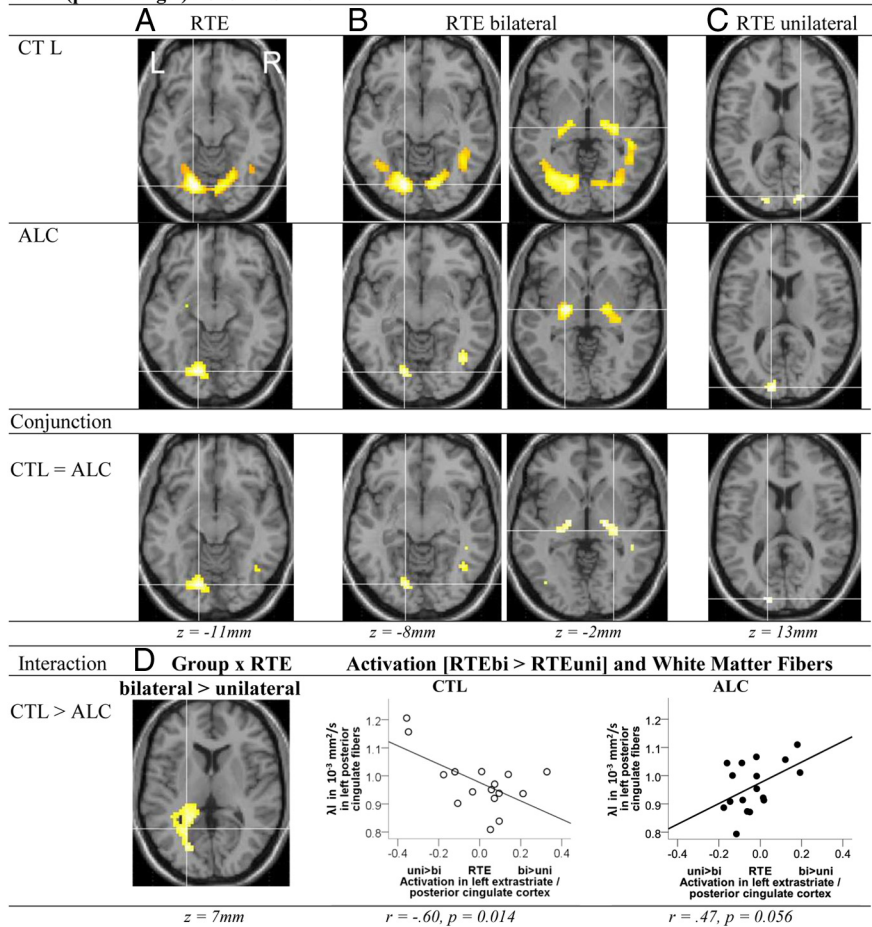 A RTE B RTE bilateral C RTE unilateral
CT L
L R
ALC
Conjunction
CTL = ALC
z = -11mm z = -8mm z = -2mm z = 13mm
Interaction D Group x RTE Activation [RTEbi > RTEuni] and White Matter Fibers
bilateral > unilateral CTL ALC
CTL > ALC
λl in 10⁻³ mm²/s
in left posterior
cingulate fibers
1.2
1.1
1.0
0.9
0.8
-0.4 -0.2 0.0 0.2 0.4
uni>bi RTE bi>uni
Activation in left extrastriate /
posterior cingulate cortex
λl in 10⁻³ mm²/s
in left posterior
cingulate fibers
1.2
1.1
1.0
0.9
0.8
-0.4 -0.2 0.0 0.2 0.4
uni>bi RTE bi>uni
Activation in left extrastriate /
posterior cingulate cortex
z = 7mm r = -.60, p = 0.014 r = .47, p = 0.056